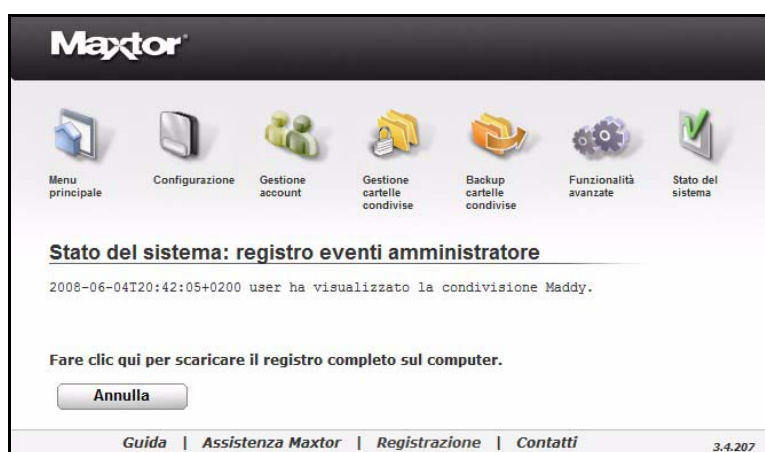 Maxtor
Menu principale
Configurazione
Gestione account
Gestione cartelle condivise
Backup cartelle condivise
Funzionalità avanzate
Stato del sistema
Stato del sistema: registro eventi amministratore
2008-06-04T20:42:05+0200 user ha visualizzato la condivisione Maddy.
Fare clic qui per scaricare il registro completo sul computer.
Annulla
Guida | Assistenza Maxtor | Registrazione | Contatti
3.4.207